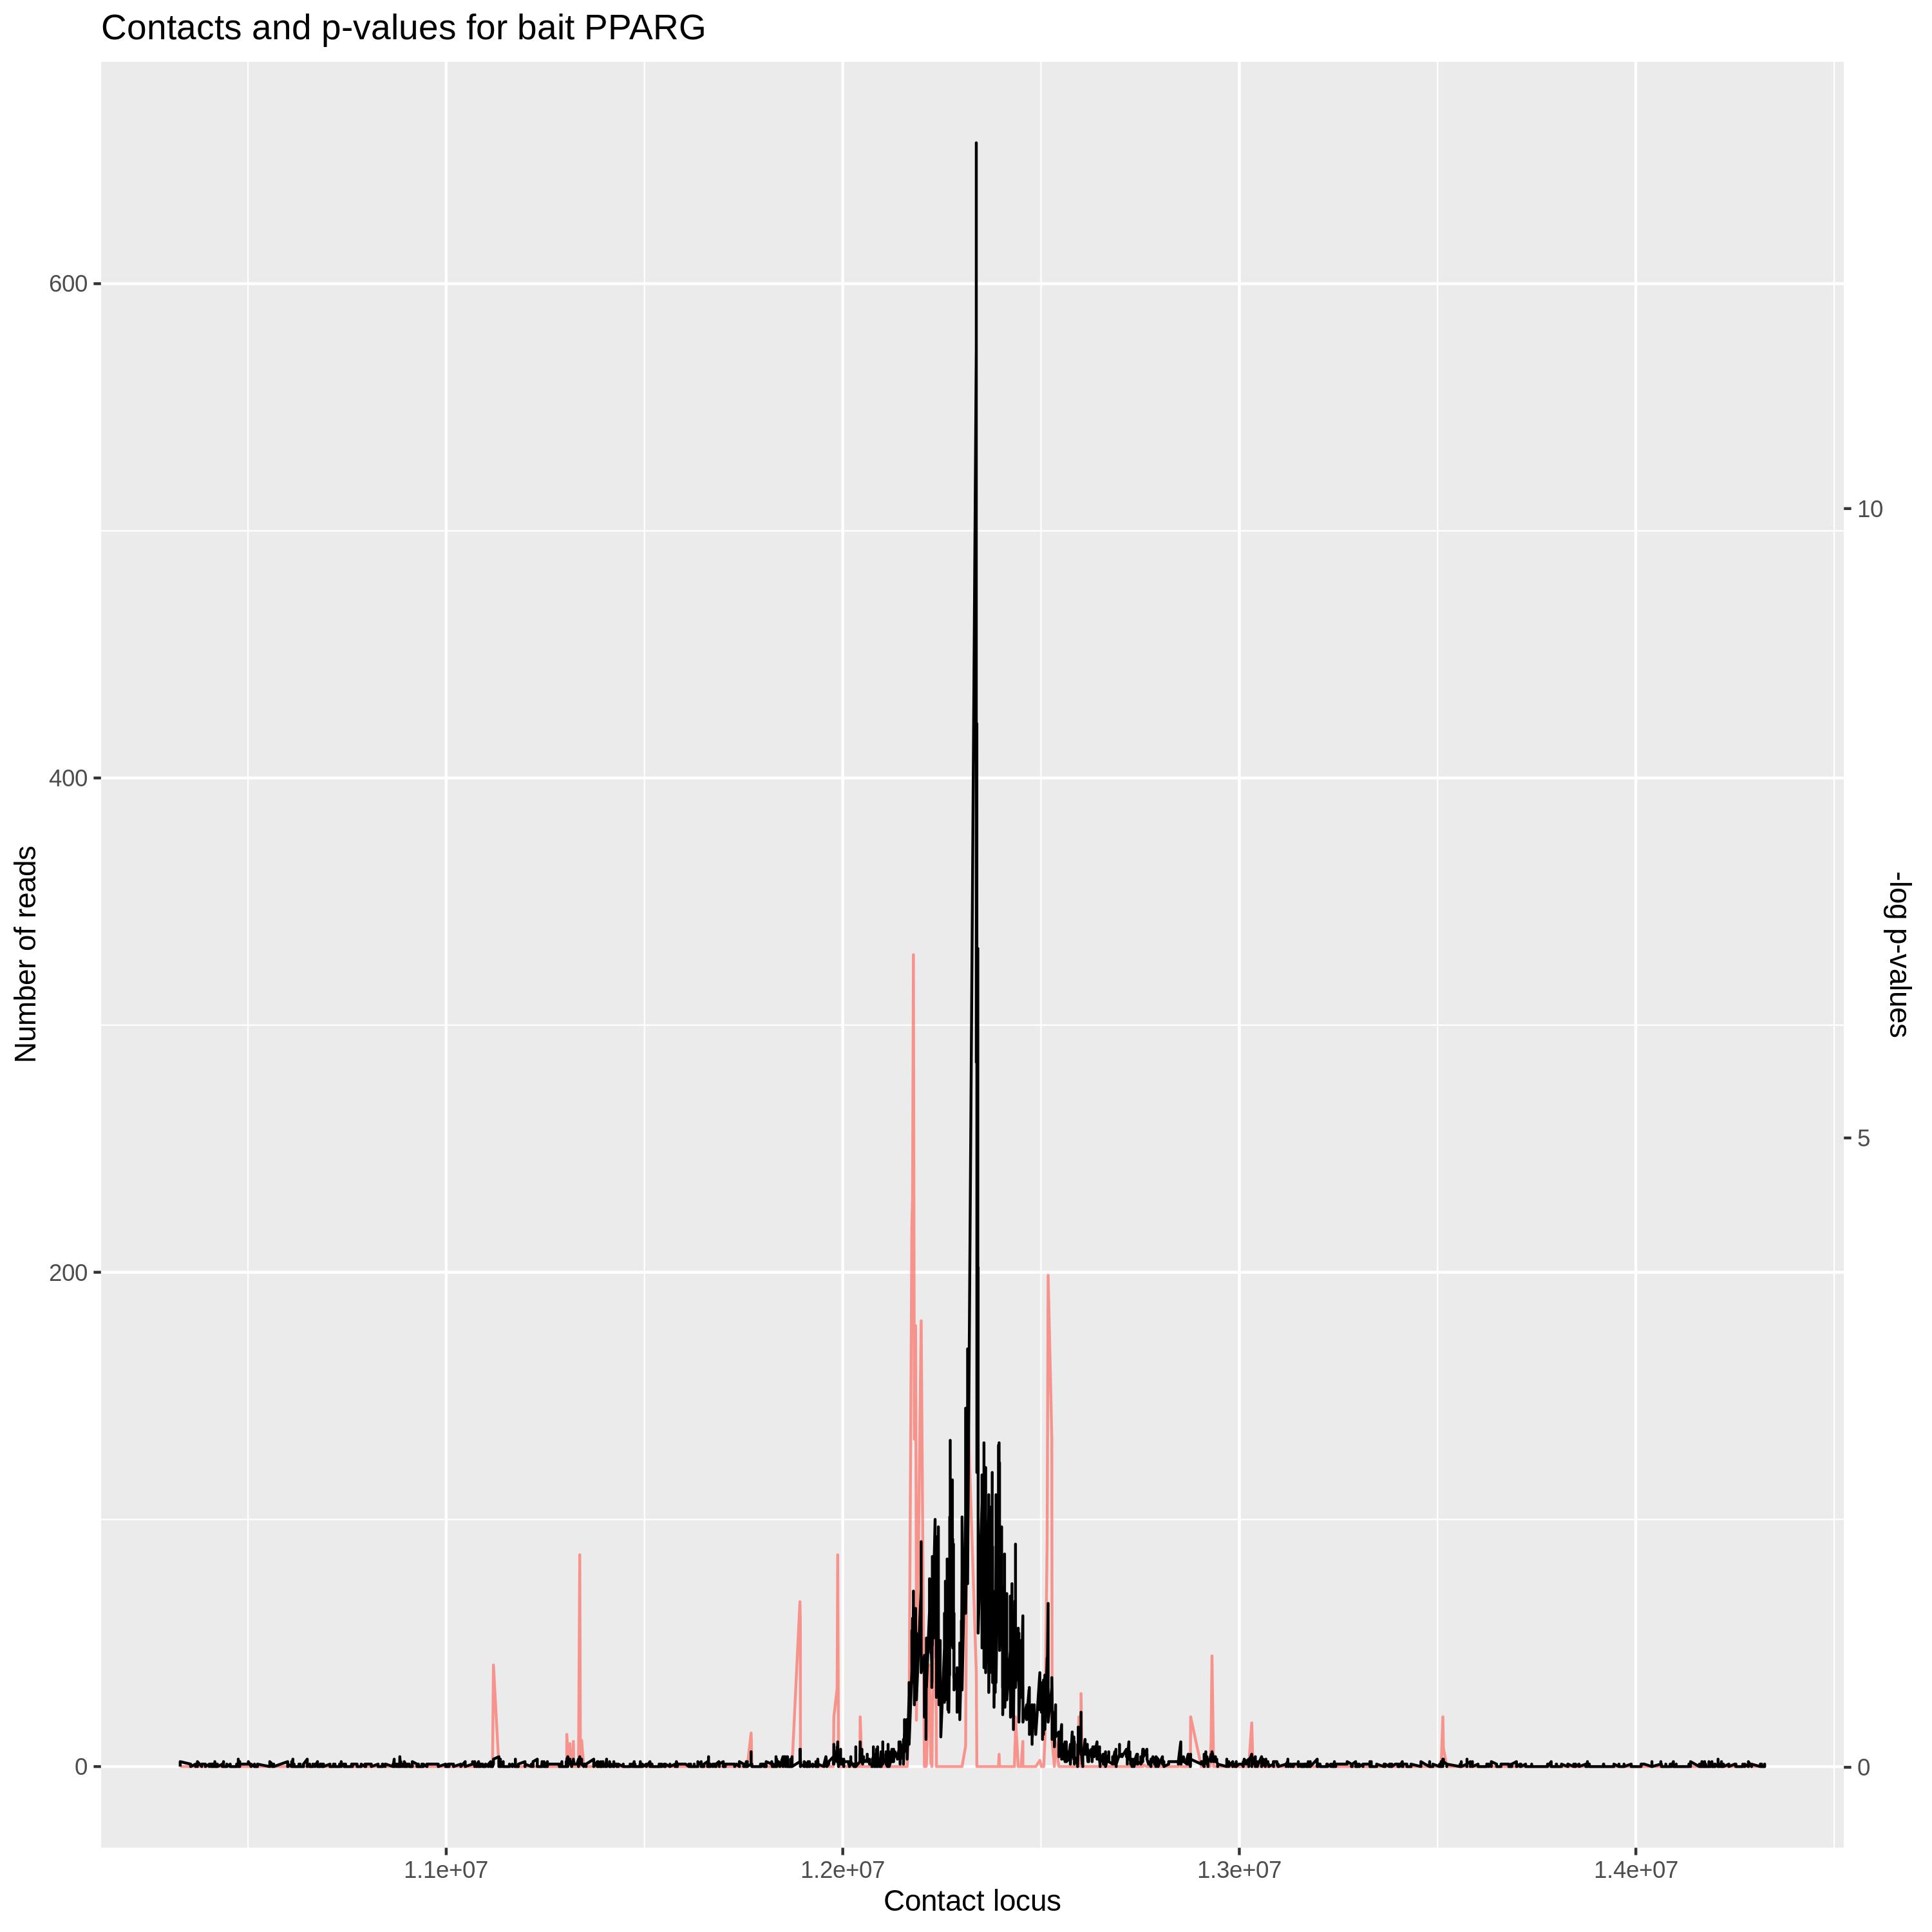 Contacts and p-values for bait PPARG
600
400
200
0
Number of reads
10
5
0
-log p-values
1.1e+07
1.2e+07
1.3e+07
1.4e+07
Contact locus